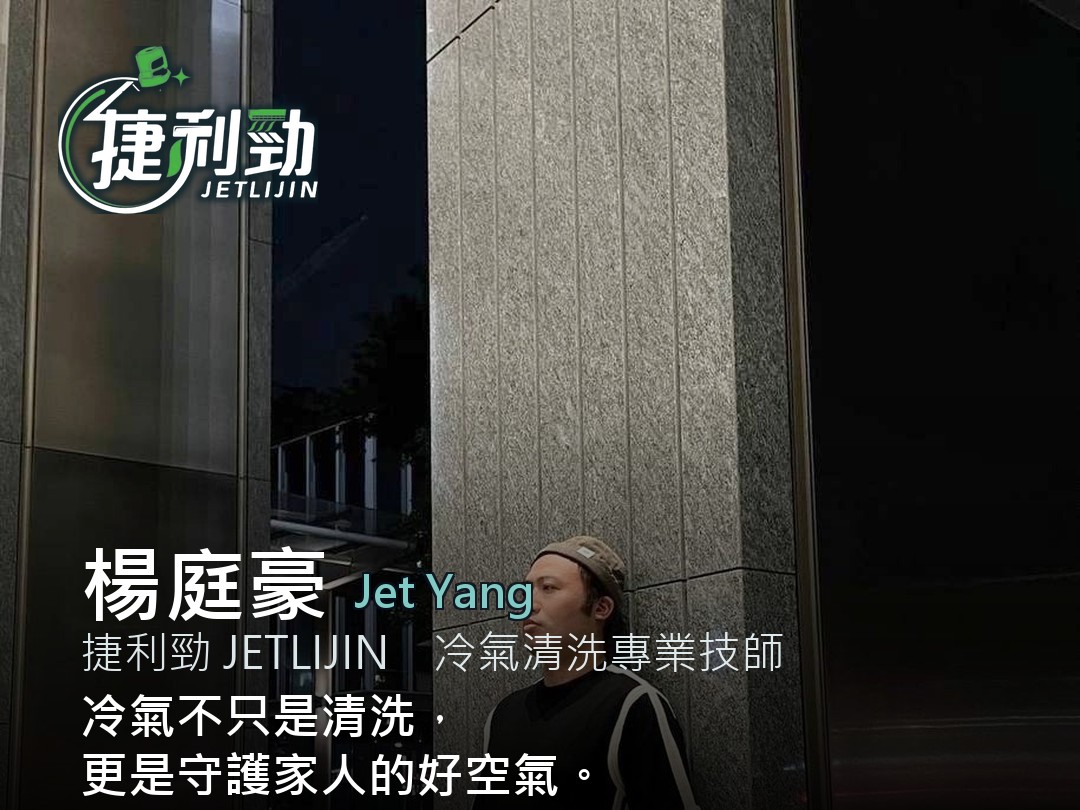 捷利勁
JETLIJIN
楊庭豪 Jet Yang
捷利勁 JETLIJIN 冷氣清洗專業技師
冷氣不只是清洗，
更是守護家人的好空氣。